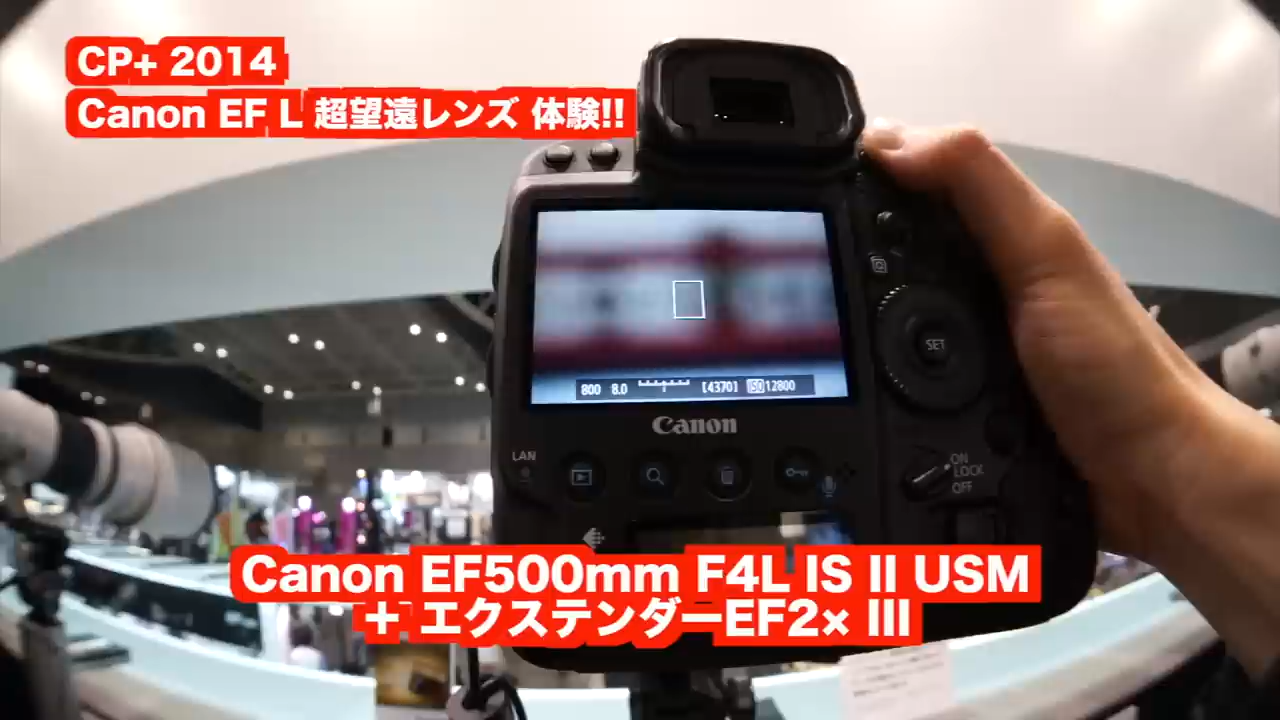 CP+ 2014
Canon EF L 超望遠レンズ 体験!!
SET
800 8.0 [4370] ISO 12800
Canon
LAN
ON
LOCK
OFF
Canon EF500mm F4L IS II USM
＋ エクステンダーEF2× III